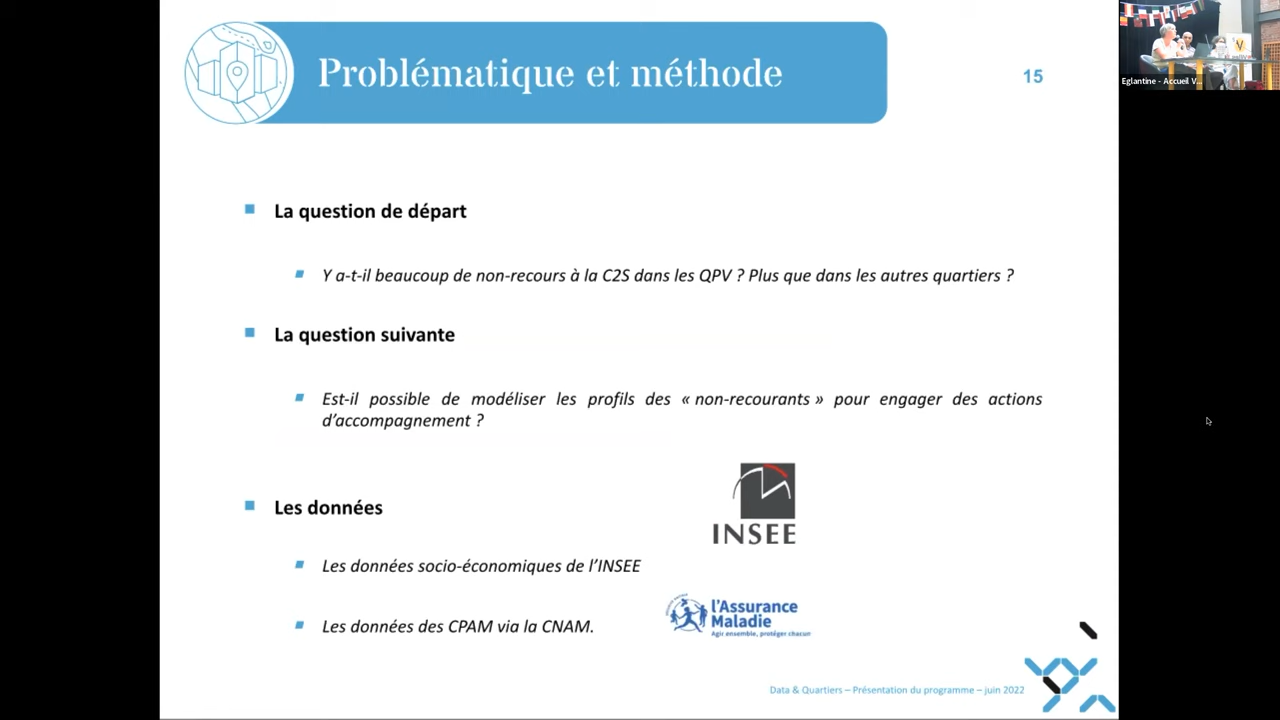 Problématique et méthode
15
Eglantine - Accueil V...
La question de départ
Y a-t-il beaucoup de non-recours à la C2S dans les QPV ? Plus que dans les autres quartiers ?
La question suivante
Est-il possible de modéliser les profils des « non-recourants » pour engager des actions
d'accompagnement ?
INSEE
Les données
Les données socio-économiques de l'INSEE
l'Assurance
Maladie
Agir ensemble, protéger chacun
Les données des CPAM via la CNAM.
Data & Quartiers – Présentation du programme – juin 2022